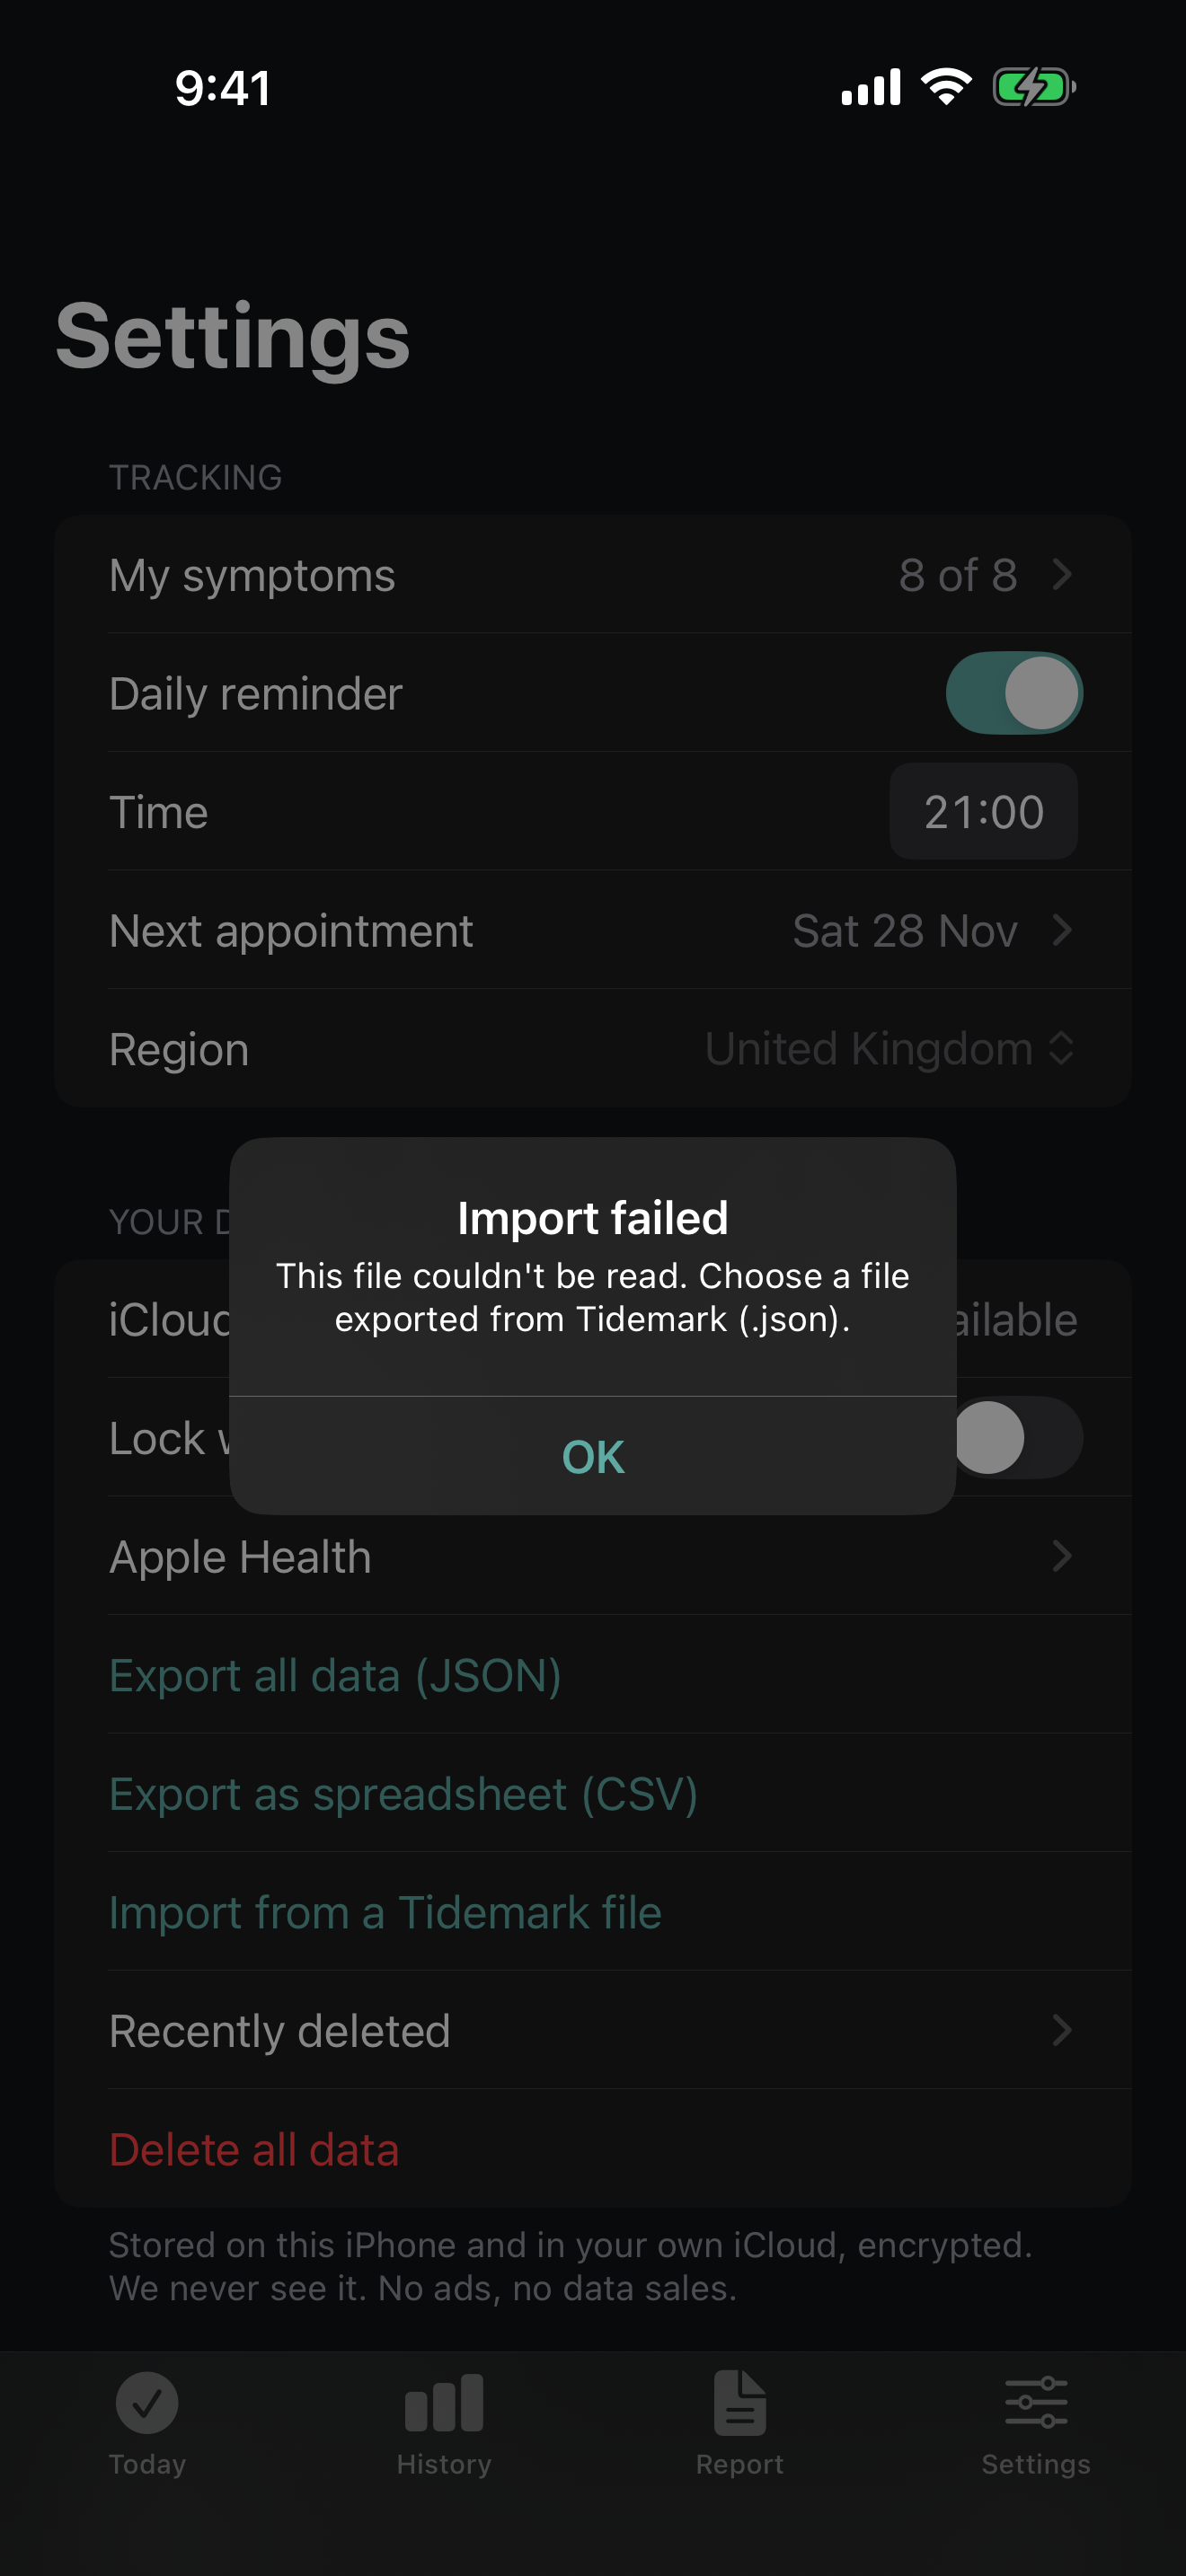 9:41
Settings
TRACKING
My symptoms 8 of 8
Daily reminder
Time 21:00
Next appointment Sat 28 Nov
Region United Kingdom
YOUR
Import failed
This file couldn't be read. Choose a file
exported from Tidemark (.json).
OK
iCloud
Lock
Apple Health
Export all data (JSON)
Export as spreadsheet (CSV)
Import from a Tidemark file
Recently deleted
Delete all data
Stored on this iPhone and in your own iCloud, encrypted.
We never see it. No ads, no data sales.
Today
History
Report
Settings